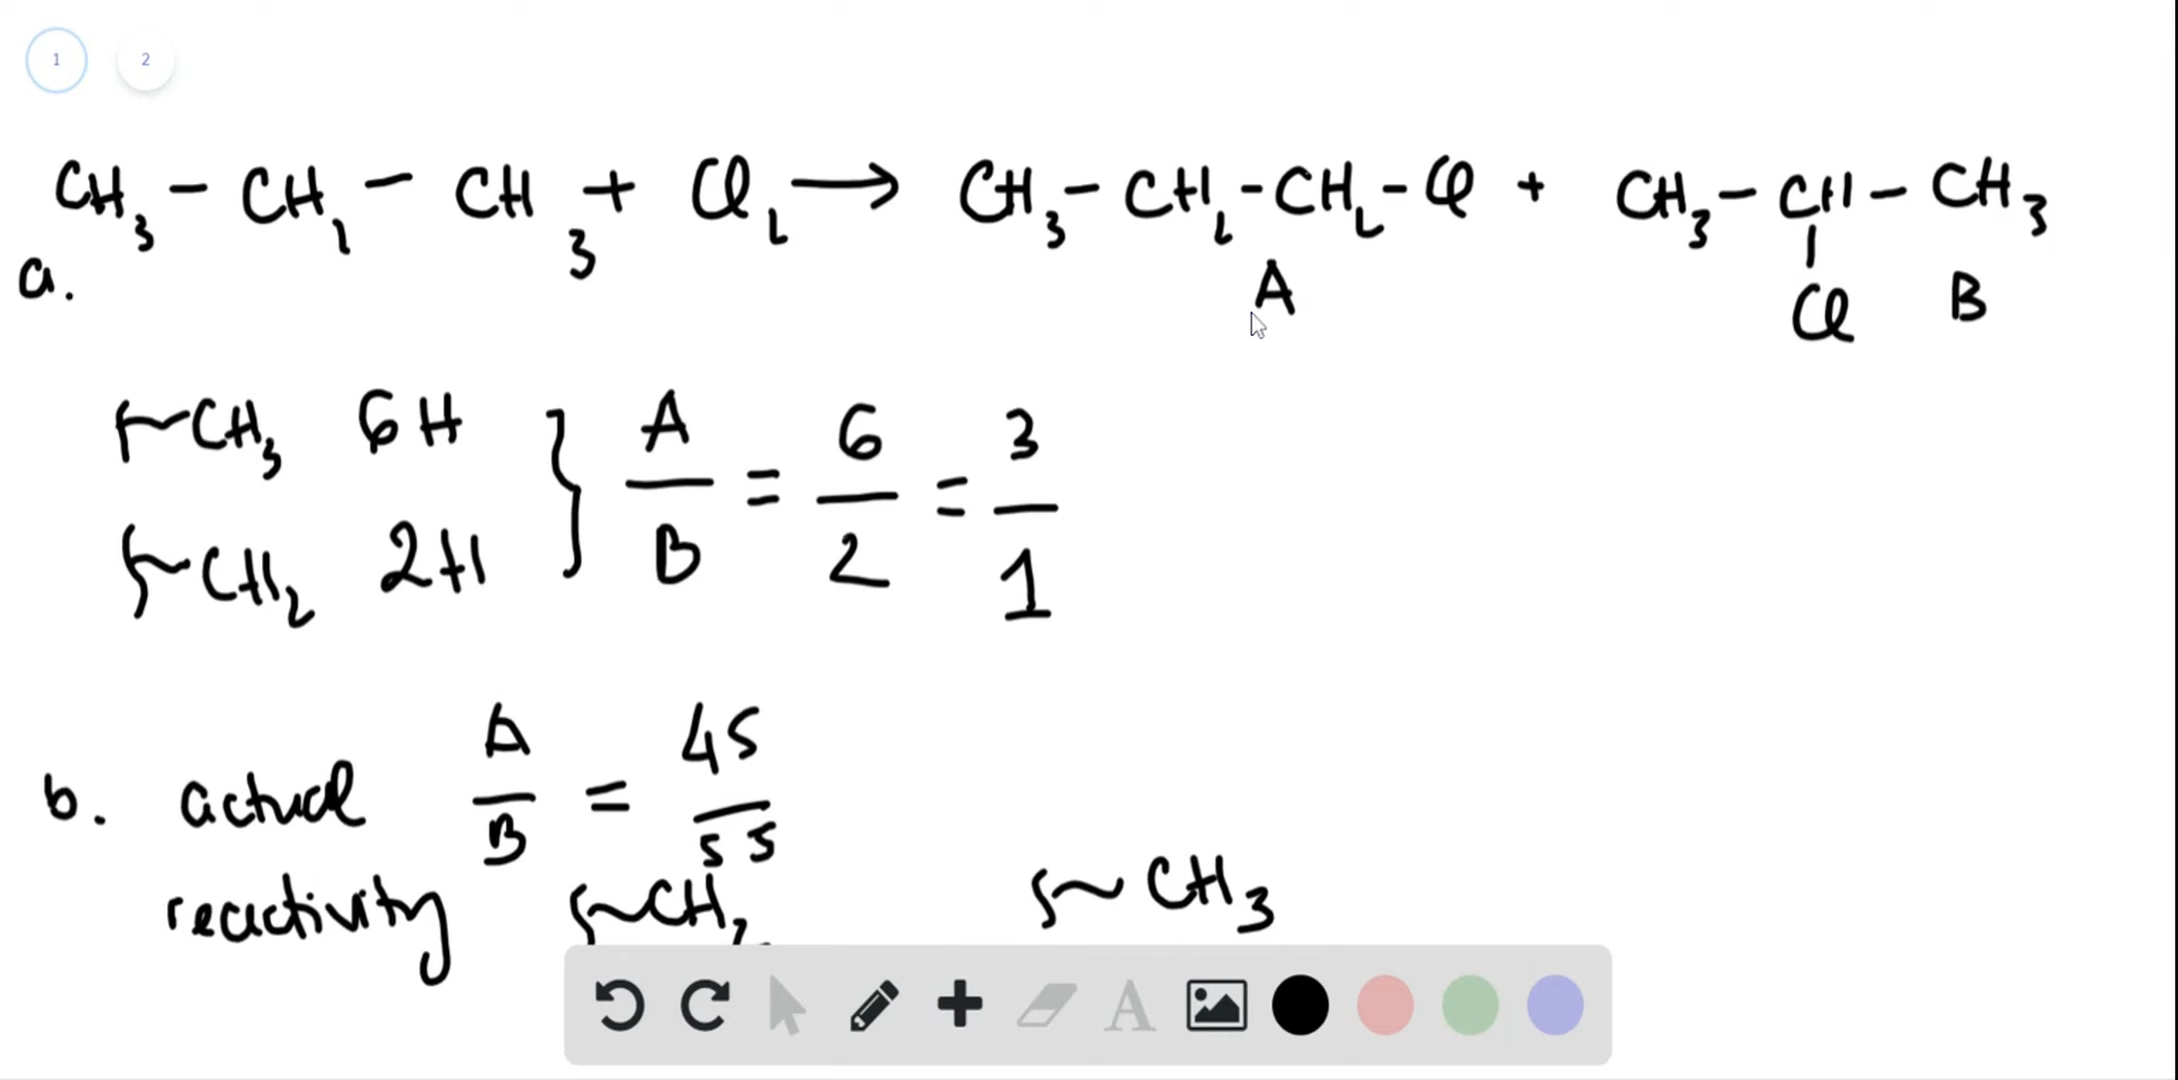 1 2
CH3 - CH2 - CH3 + Cl2 → CH3 - CH2 - CH2 - Cl + CH3 - CH - CH3
a. A Cl B
~CH3 6H } A/B = 6/2 = 3/1
~CH2 2H
b. actual A/B = 45/55
reactivity ~CH2 ~CH3
A